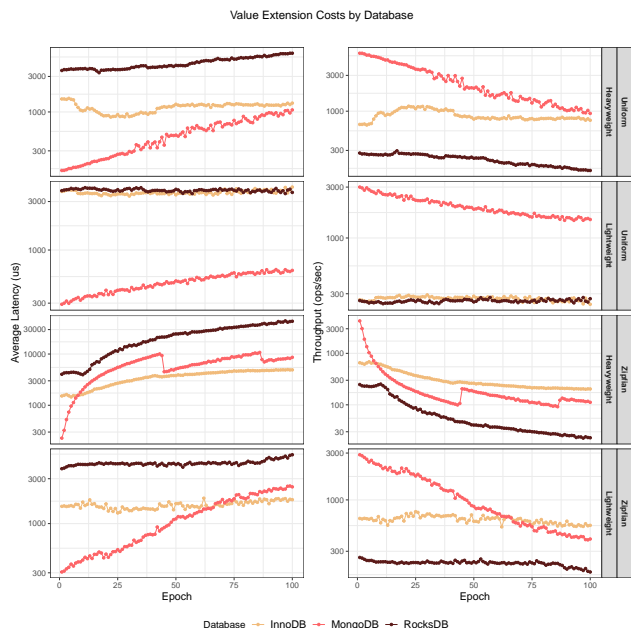 Value Extension Costs by Database
Average Latency (us)
3000
1000
300
3000
1000
300
30000
10000
3000
1000
300
3000
1000
300
0
25
50
75
100
Epoch
Throughput (ops/sec)
3000
1000
300
3000
1000
300
3000
1000
300
100
30
3000
1000
300
0
25
50
75
100
Epoch
Uniform
Heavyweight
Uniform
Lightweight
Zipfian
Heavyweight
Zipfian
Lightweight
Database InnoDB MongoDB RocksDB